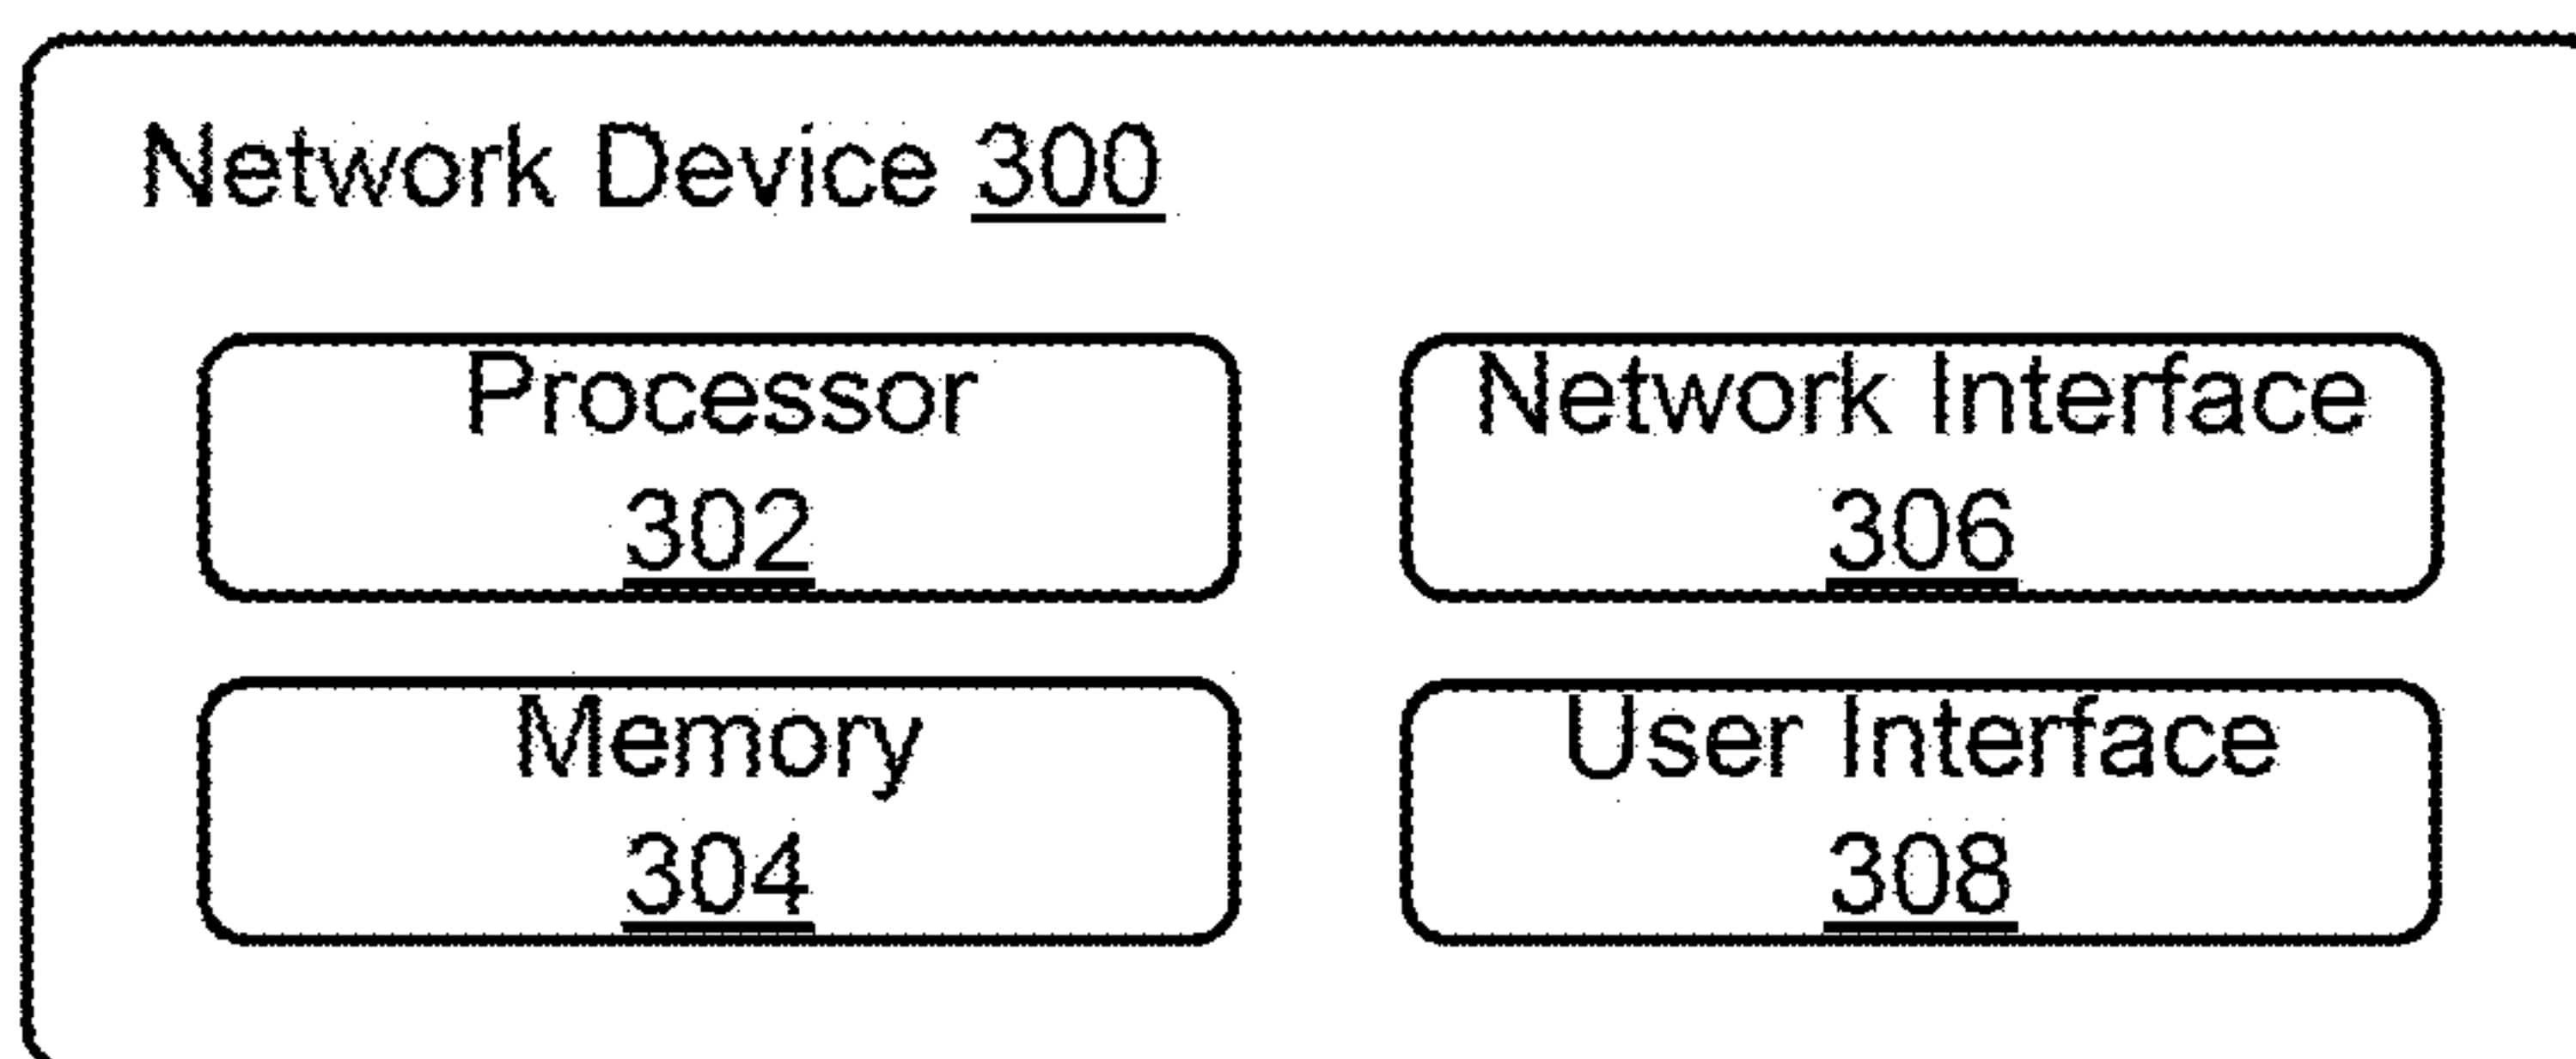 Network Device 300
Processor
302
Network Interface
306
Memory
304
User Interface
308